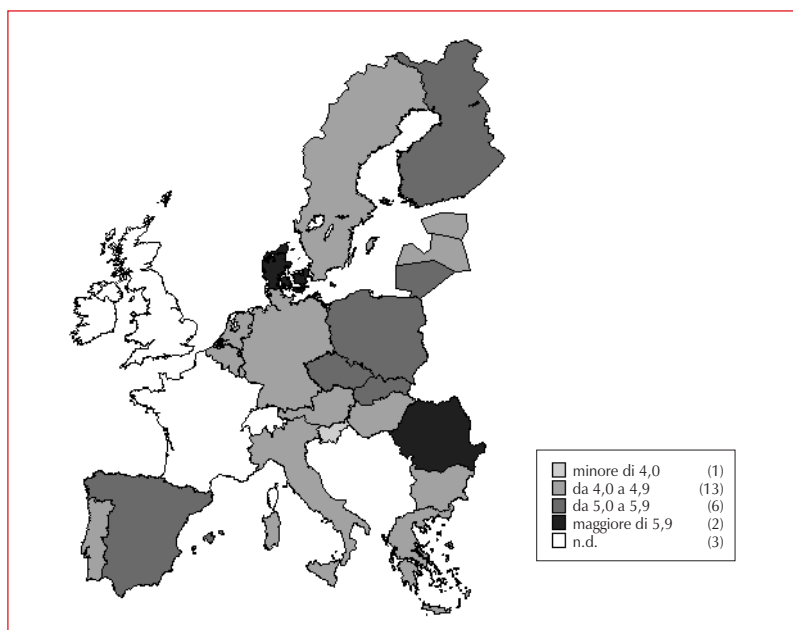 minore di 4,0 (1)
da 4,0 a 4,9 (13)
da 5,0 a 5,9 (6)
maggiore di 5,9 (2)
n.d. (3)